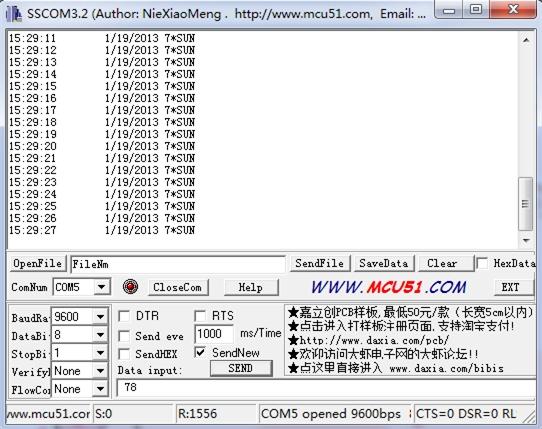 SSCOM3.2 (Author: NieXiaoMeng . http://www.mcu51.com, Email: ...
15:29:11 1/19/2013 7*SUN
15:29:12 1/19/2013 7*SUN
15:29:13 1/19/2013 7*SUN
15:29:14 1/19/2013 7*SUN
15:29:15 1/19/2013 7*SUN
15:29:16 1/19/2013 7*SUN
15:29:17 1/19/2013 7*SUN
15:29:18 1/19/2013 7*SUN
15:29:19 1/19/2013 7*SUN
15:29:20 1/19/2013 7*SUN
15:29:21 1/19/2013 7*SUN
15:29:22 1/19/2013 7*SUN
15:29:23 1/19/2013 7*SUN
15:29:24 1/19/2013 7*SUN
15:29:25 1/19/2013 7*SUN
15:29:26 1/19/2013 7*SUN
15:29:27 1/19/2013 7*SUN
OpenFile FileNm SendFile SaveData Clear HexData
ComNum COM5 CloseCom Help WWW.MCU51.COM EXT
BaudRa 9600 DTR RTS
DataBi 8 Send eve 1000 ms/Time
StopBi 1 SendHEX SendNew
Verify None Data input: SEND
FlowCon None 78
★嘉立创PCB样板,最低50元/款（长宽5cm以内）
★点击进入打样板注册页面,支持淘宝支付!
★http://www.daxia.com/pcb/
★欢迎访问大虾电子网的大虾论坛!!
★点这里直接进入 www.daxia.com/bibis
www.mcu51.cor S:0 R:1556 COM5 opened 9600bps 8 CTS=0 DSR=0 RL